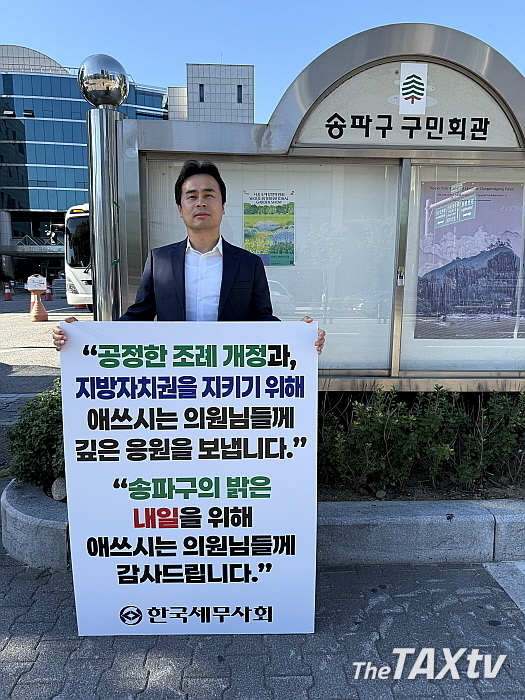 송파구 구민회관
“공정한 조례 개정과,
지방자치권을 지키기 위해
애쓰시는 의원님들께
깊은 응원을 보냅니다.”
“송파구의 밝은
내일을 위해
애쓰시는 의원님들께
감사드립니다.”
한국세무사회
The TAXtv